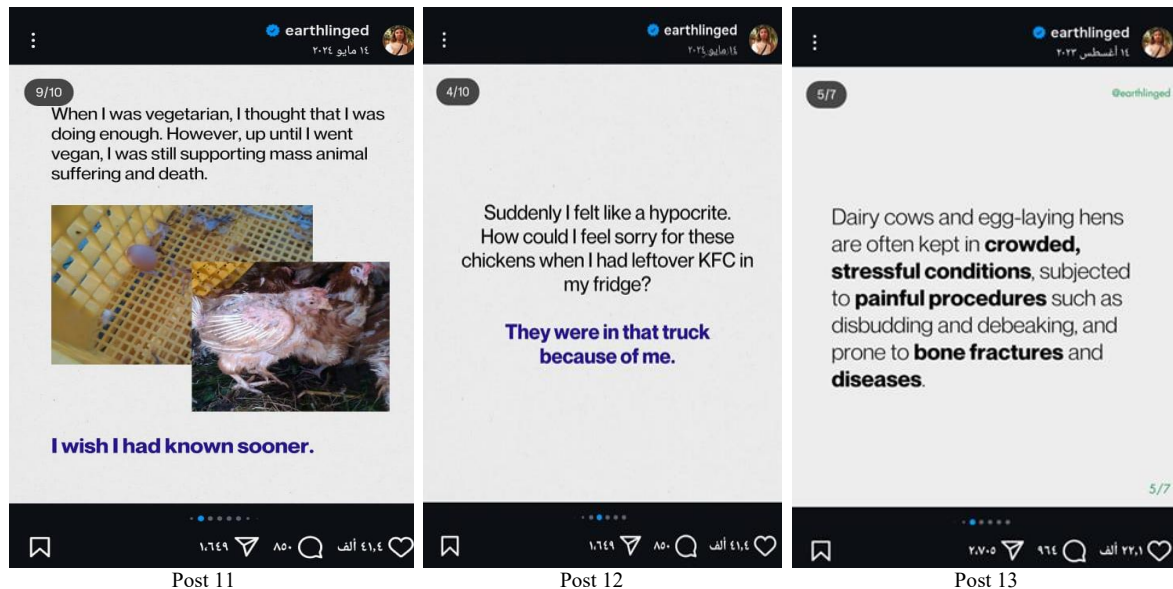 earthlinged
١٤ مايو ٢٠٢٤
9/10
When I was vegetarian, I thought that I was
doing enough. However, up until I went
vegan, I was still supporting mass animal
suffering and death.
I wish I had known sooner.
٤١,٤ ألف ٨٥٠ ١,٦٤٩
Post 11
earthlinged
١٤ مايو ٢٠٢٤
4/10
Suddenly I felt like a hypocrite.
How could I feel sorry for these
chickens when I had leftover KFC in
my fridge?
They were in that truck
because of me.
٤١,٤ ألف ٨٥٠ ١,٦٤٩
Post 12
earthlinged
١٤ أغسطس ٢٠٢٣
5/7
@earthlinged
Dairy cows and egg-laying hens
are often kept in crowded,
stressful conditions, subjected
to painful procedures such as
disbudding and debeaking, and
prone to bone fractures and
diseases.
5/7
٢٢,١ ألف ٩٦٤ ٢,٧٠٥
Post 13